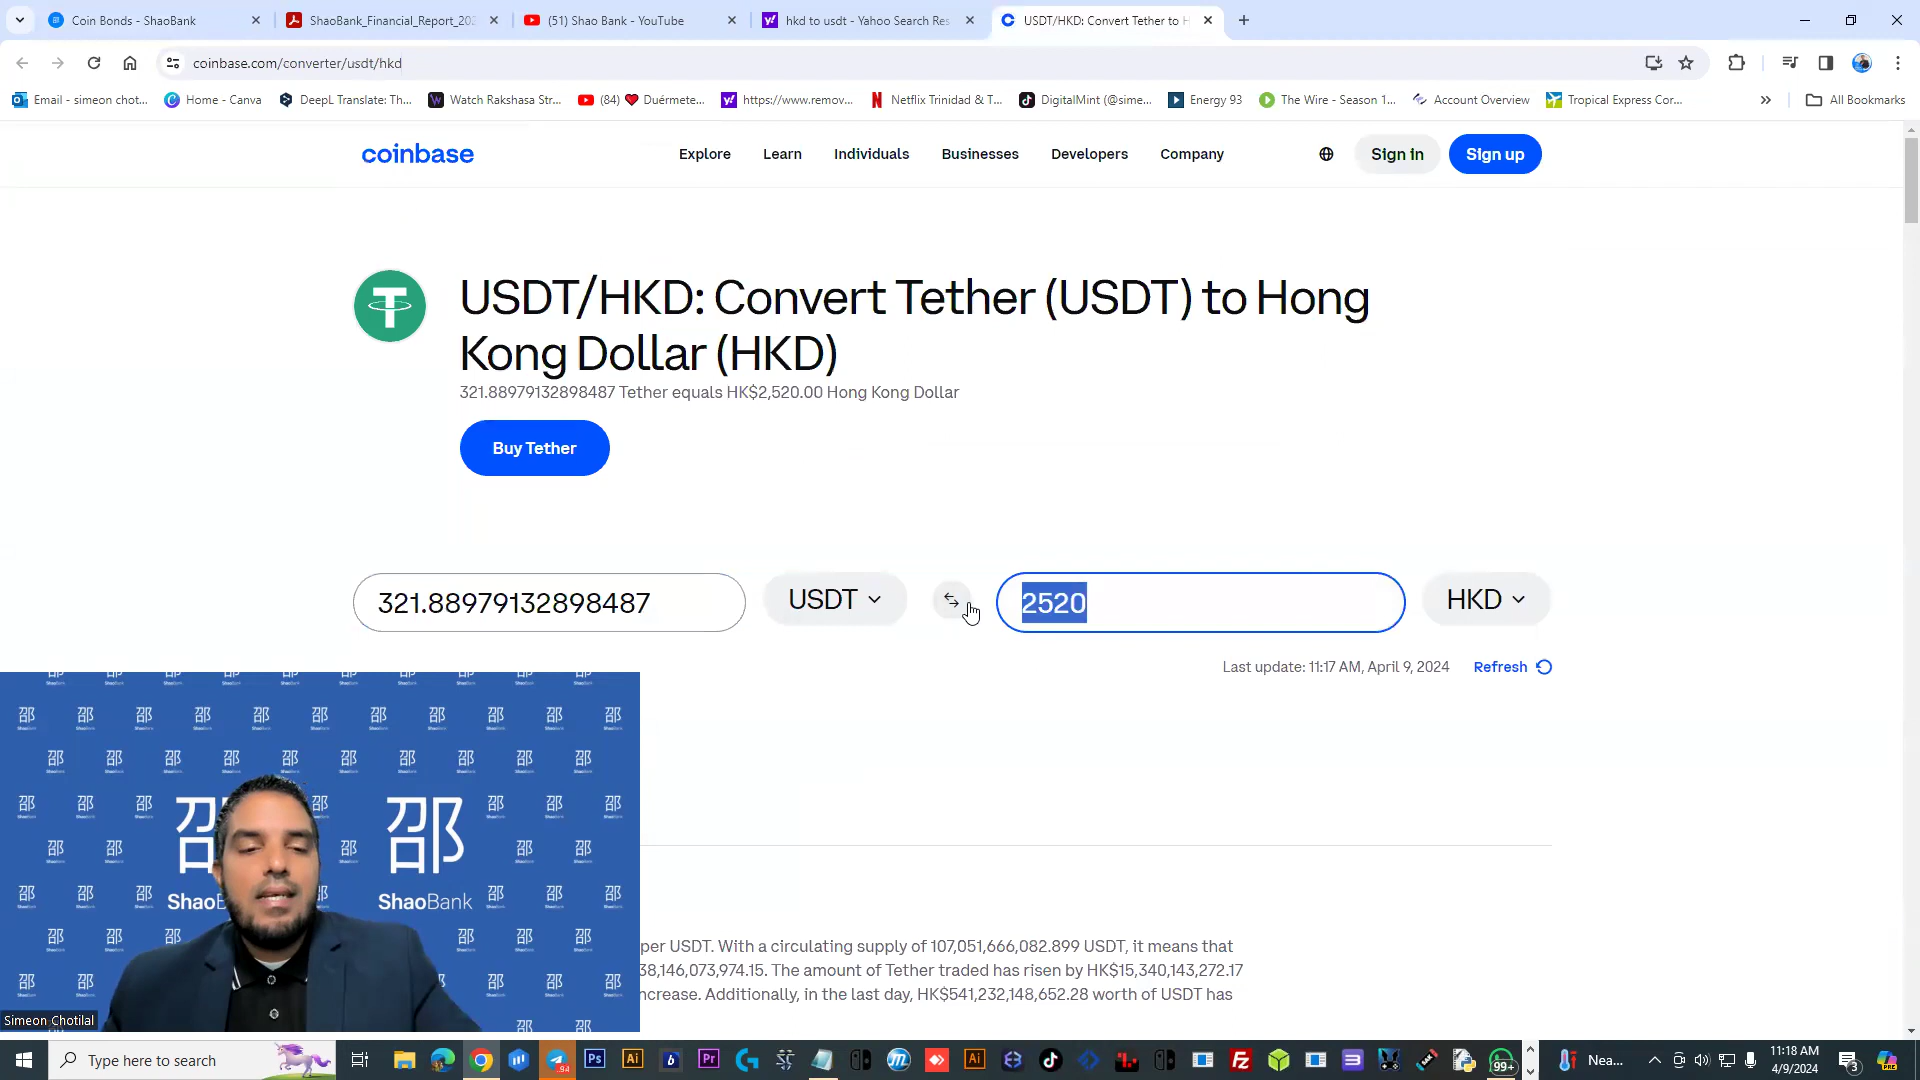 Coin Bonds - ShaoBank
ShaoBank_Financial_Report_202
(51) Shao Bank - YouTube
hkd to usdt - Yahoo Search Res
USDT/HKD: Convert Tether to H
coinbase.com/converter/usdt/hkd
Email - simeon chot...
Home - Canva
DeepL Translate: Th...
Watch Rakshasa Str...
(84) ❤ Duérmete...
https://www.remov...
Netflix Trinidad & T...
DigitalMint (@sime...
Energy 93
The Wire - Season 1...
Account Overview
Tropical Express Cor...
All Bookmarks
coinbase
Explore
Learn
Individuals
Businesses
Developers
Company
Sign in
Sign up
USDT/HKD: Convert Tether (USDT) to Hong
Kong Dollar (HKD)
321.88979132898487 Tether equals HK$2,520.00 Hong Kong Dollar
Buy Tether
321.88979132898487
USDT
2520
HKD
Last update: 11:17 AM, April 9, 2024
Refresh
邵
邵
ShaoBank
per USDT. With a circulating supply of 107,051,666,082.899 USDT, it means that
38,146,073,974.15. The amount of Tether traded has risen by HK$15,340,143,272.17
ncrease. Additionally, in the last day, HK$541,232,148,652.28 worth of USDT has
Simeon Chotilal
Type here to search
Nea...
11:18 AM
4/9/2024
99+
3